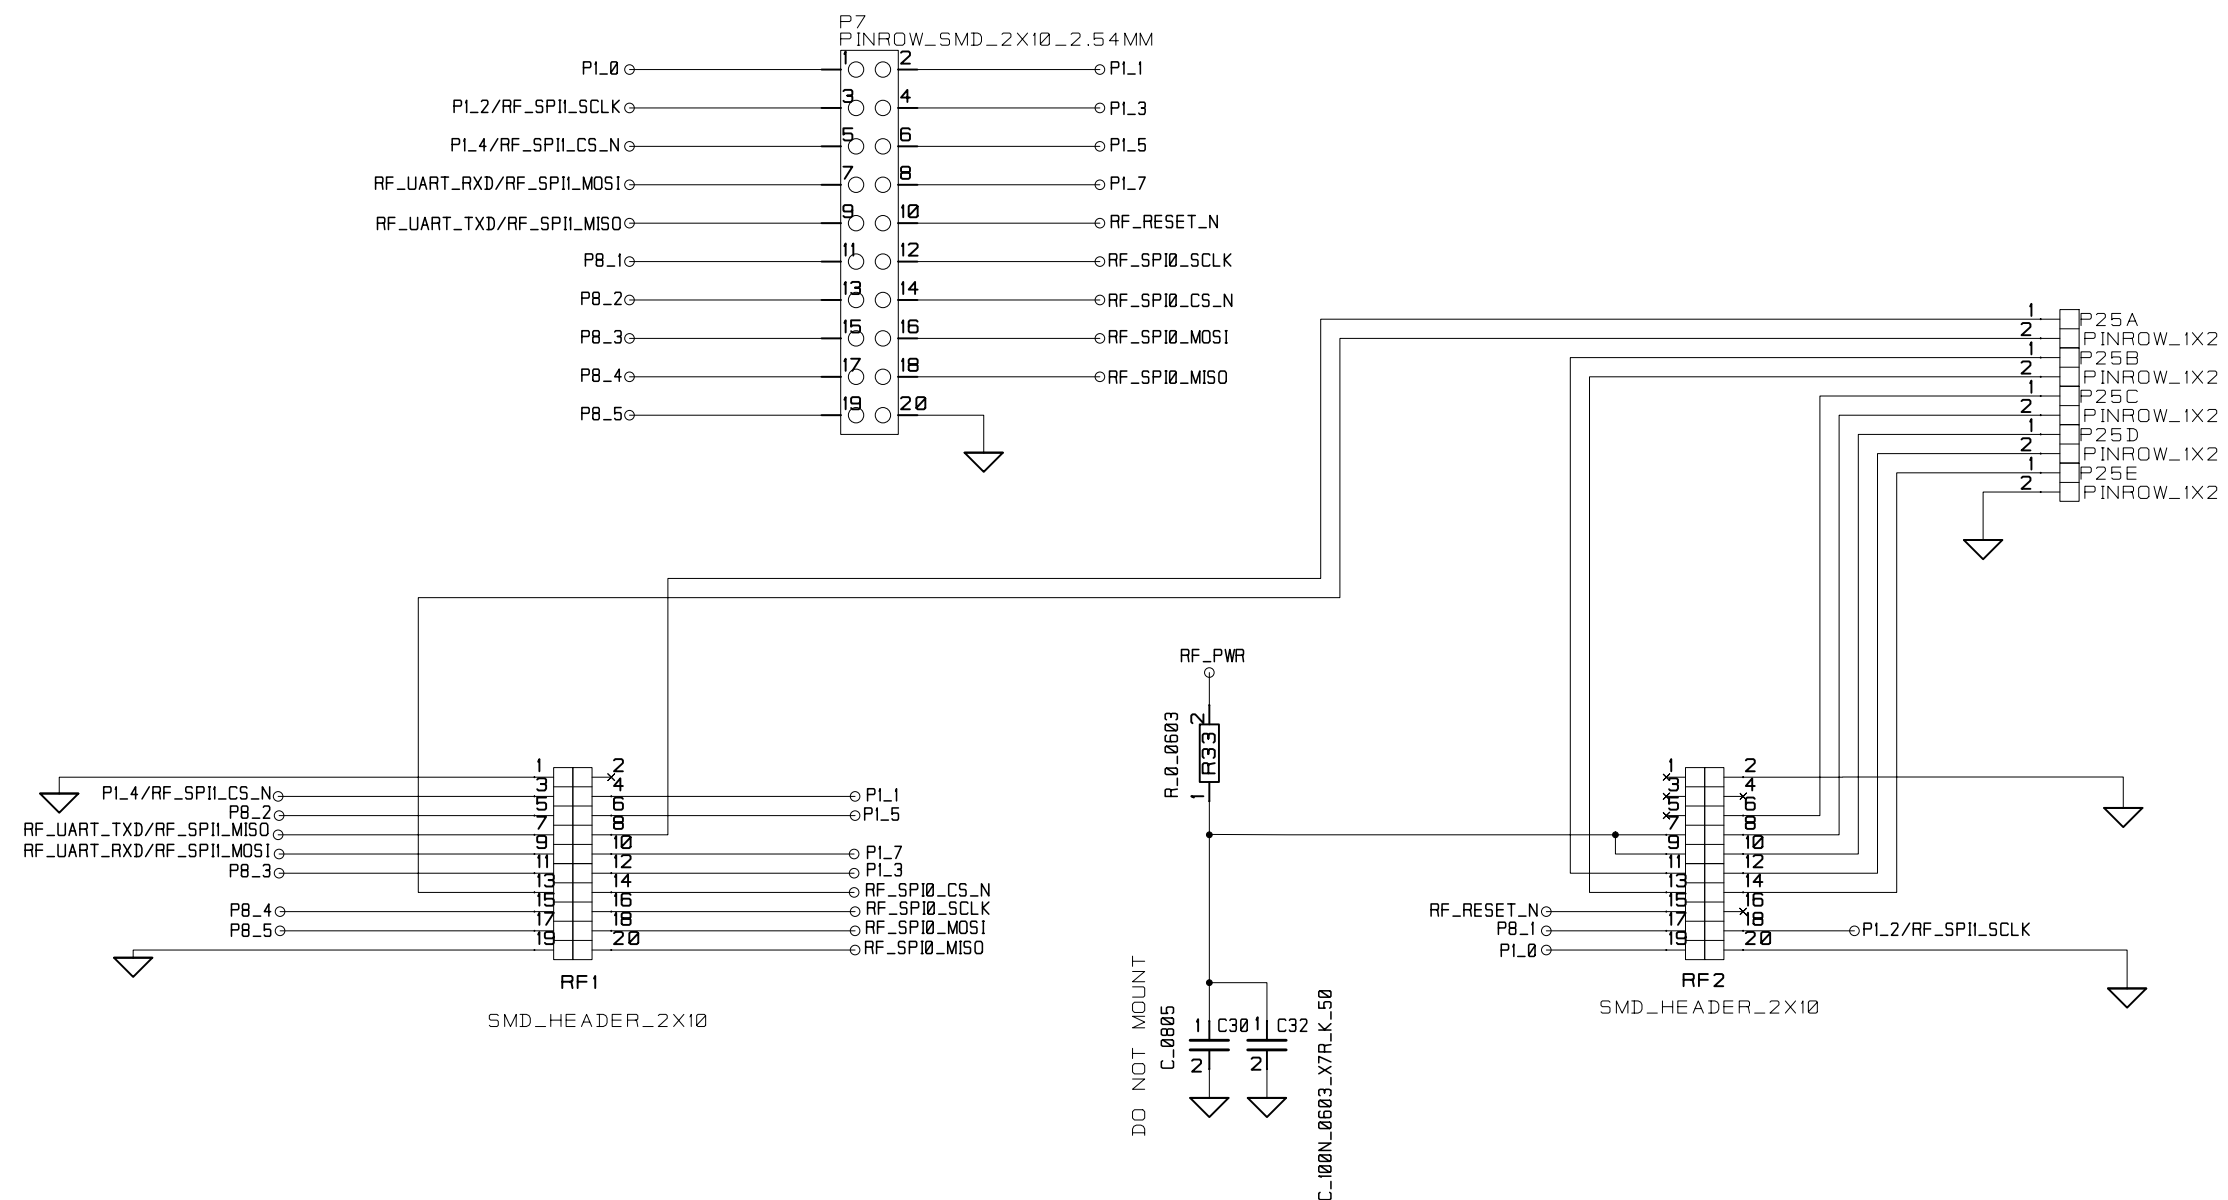 P7
PINROW_SMD_2X10_2.54MM
P1_0 1 2 P1_1
P1_2/RF_SPI1_SCLK 3 4 P1_3
P1_4/RF_SPI1_CS_N 5 6 P1_5
RF_UART_RXD/RF_SPI1_MOSI 7 8 P1_7
RF_UART_TXD/RF_SPI1_MISO 9 10 RF_RESET_N
P8_1 11 12 RF_SPI0_SCLK
P8_2 13 14 RF_SPI0_CS_N
P8_3 15 16 RF_SPI0_MOSI
P8_4 17 18 RF_SPI0_MISO
P8_5 19 20
1 P25A
2 PINROW_1X2
1 P25B
2 PINROW_1X2
1 P25C
2 PINROW_1X2
1 P25D
2 PINROW_1X2
1 P25E
2 PINROW_1X2
1 2
P1_4/RF_SPI1_CS_N 3 4 P1_1
P8_2 5 6 P1_5
RF_UART_TXD/RF_SPI1_MISO 7 8
RF_UART_RXD/RF_SPI1_MOSI 9 10 P1_7
P8_3 11 12 P1_3
13 14 RF_SPI0_CS_N
P8_4 15 16 RF_SPI0_SCLK
P8_5 17 18 RF_SPI0_MOSI
19 20 RF_SPI0_MISO
RF1
SMD_HEADER_2X10
RF_PWR
R_0_0603
2
R33
1
DO NOT MOUNT
C_0805
1 C30
2
1 C32
2
C_100N_0603_X7R_K_50
1 2
3 4
5 6
7 8
9 10
11 12
13 14
RF_RESET_N 15 16
P8_1 17 18 P1_2/RF_SPI1_SCLK
P1_0 19 20
RF2
SMD_HEADER_2X10